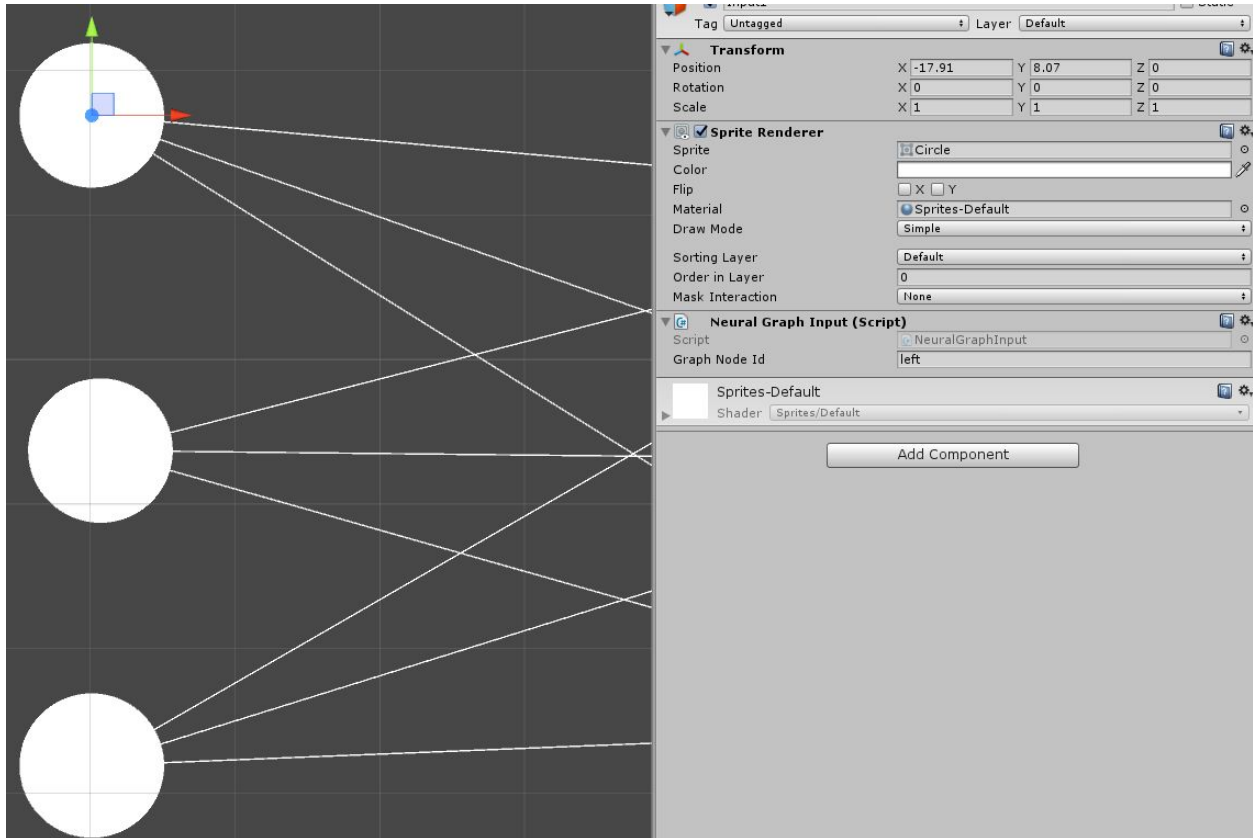 Tag Untagged Layer Default
Transform
Position X -17.91 Y 8.07 Z 0
Rotation X 0 Y 0 Z 0
Scale X 1 Y 1 Z 1
Sprite Renderer
Sprite Circle
Color
Flip X Y
Material Sprites-Default
Draw Mode Simple
Sorting Layer Default
Order in Layer 0
Mask Interaction None
Neural Graph Input (Script)
Script NeuralGraphInput
Graph Node Id left
Sprites-Default
Shader Sprites/Default
Add Component